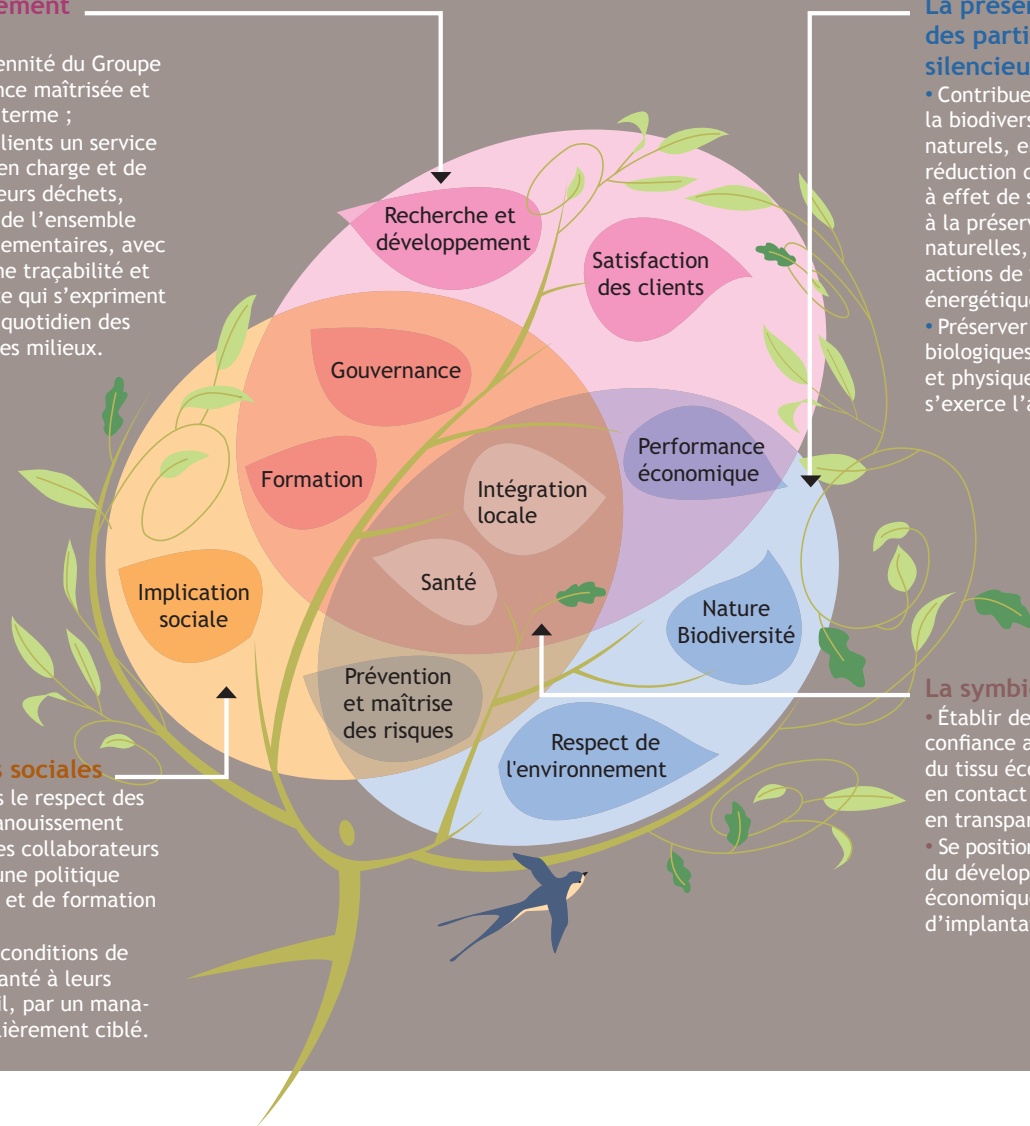 ement
ennité du Groupe
nce maîtrisée et
terme ;
lients un service
en charge et de
eurs déchets,
de l’ensemble
ementaires, avec
ne traçabilité et
e qui s’expriment
quotidien des
es milieux.
Recherche et
développement
Satisfaction
des clients
Gouvernance
Formation
Performance
économique
Intégration
locale
Santé
Implication
sociale
Nature
Biodiversité
Prévention
et maîtrise
des risques
Respect de
l'environnement
s sociales
s le respect des
anouissement
es collaborateurs
une politique
et de formation
conditions de
anté à leurs
il, par un mana-
lièrement ciblé.
La préser
des parti
silencieu
• Contribue
la biodivers
naturels, e
réduction d
à effet de s
à la préserv
naturelles,
actions de
énergétique
• Préserver
biologiques
et physique
s’exerce l’a
La symbi
• Établir de
confiance a
du tissu éco
en contact
en transpar
• Se position
du dévelop
économique
d’implanta